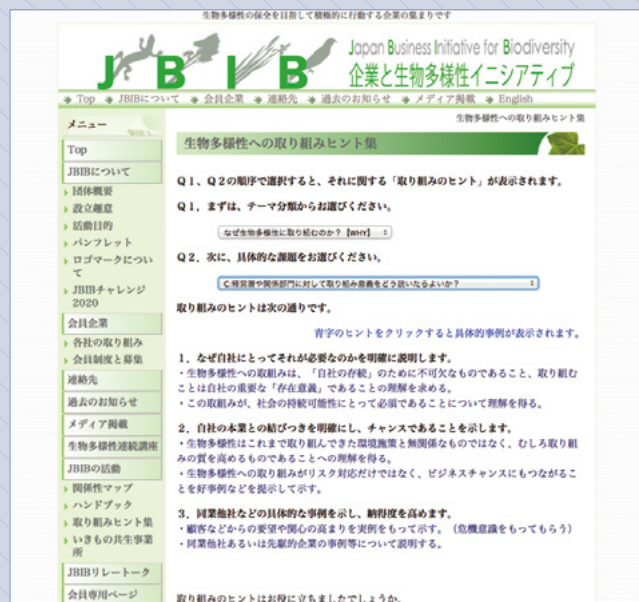 生物多様性の保全を目指して積極的に行動する企業の集まりです
JBIB
Japan Business Initiative for Biodiversity
企業と生物多様性イニシアティブ
Top JBIBについて 会員企業 連絡先 過去のお知らせ メディア掲載 English
生物多様性への取り組みヒント集
メニュー
Top
JBIBについて
団体概要
設立趣意
活動目的
パンフレット
ロゴマークについ
て
JBIBチャレンジ
2020
会員企業
各社の取り組み
会員制度と募集
連絡先
過去のお知らせ
メディア掲載
生物多様性連続講座
JBIBの活動
関係性マップ
ハンドブック
取り組みヒント集
いきもの共生事業
所
JBIBリレートーク
会員専用ページ
生物多様性への取り組みヒント集
Q1、Q2の順序で選択すると、それに関する「取り組みのヒント」が表示されます。
Q1．まずは、テーマ分類からお選びください。
なぜ生物多様性に取り組むのか？【WHY】
Q2．次に、具体的な課題をお選びください。
C:経営層や関係部門に対して取り組み意義をどう説いたらよいか？
取り組みのヒントは次の通りです。
青字のヒントをクリックすると具体的事例が表示されます。
1．なぜ自社にとってそれが必要なのかを明確に説明します。
・生物多様性への取組みは、「自社の存続」のために不可欠なものであること、取り組む
ことは自社の重要な「存在意義」であることの理解を求める。
・この取組みが、社会の持続可能性にとって必須であることについて理解を得る。
2．自社の本業との結びつきを明確にし、チャンスであることを示します。
・生物多様性はこれまで取り組んできた環境施策と無関係なものではなく、むしろ取り組
みの質を高めるものであることへの理解を得る。
・生物多様性への取り組みがリスク対応だけではなく、ビジネスチャンスにもつながるこ
とを好事例などを提示して示す。
3．同業他社などの具体的な事例を示し、納得度を高めます。
・顧客などからの要望や関心の高まりを実例をもって示す。（危機意識をもってもらう）
・同業他社あるいは先駆的企業の事例等について説明する。
取り組みのヒントはお役に立ちましたでしょうか。